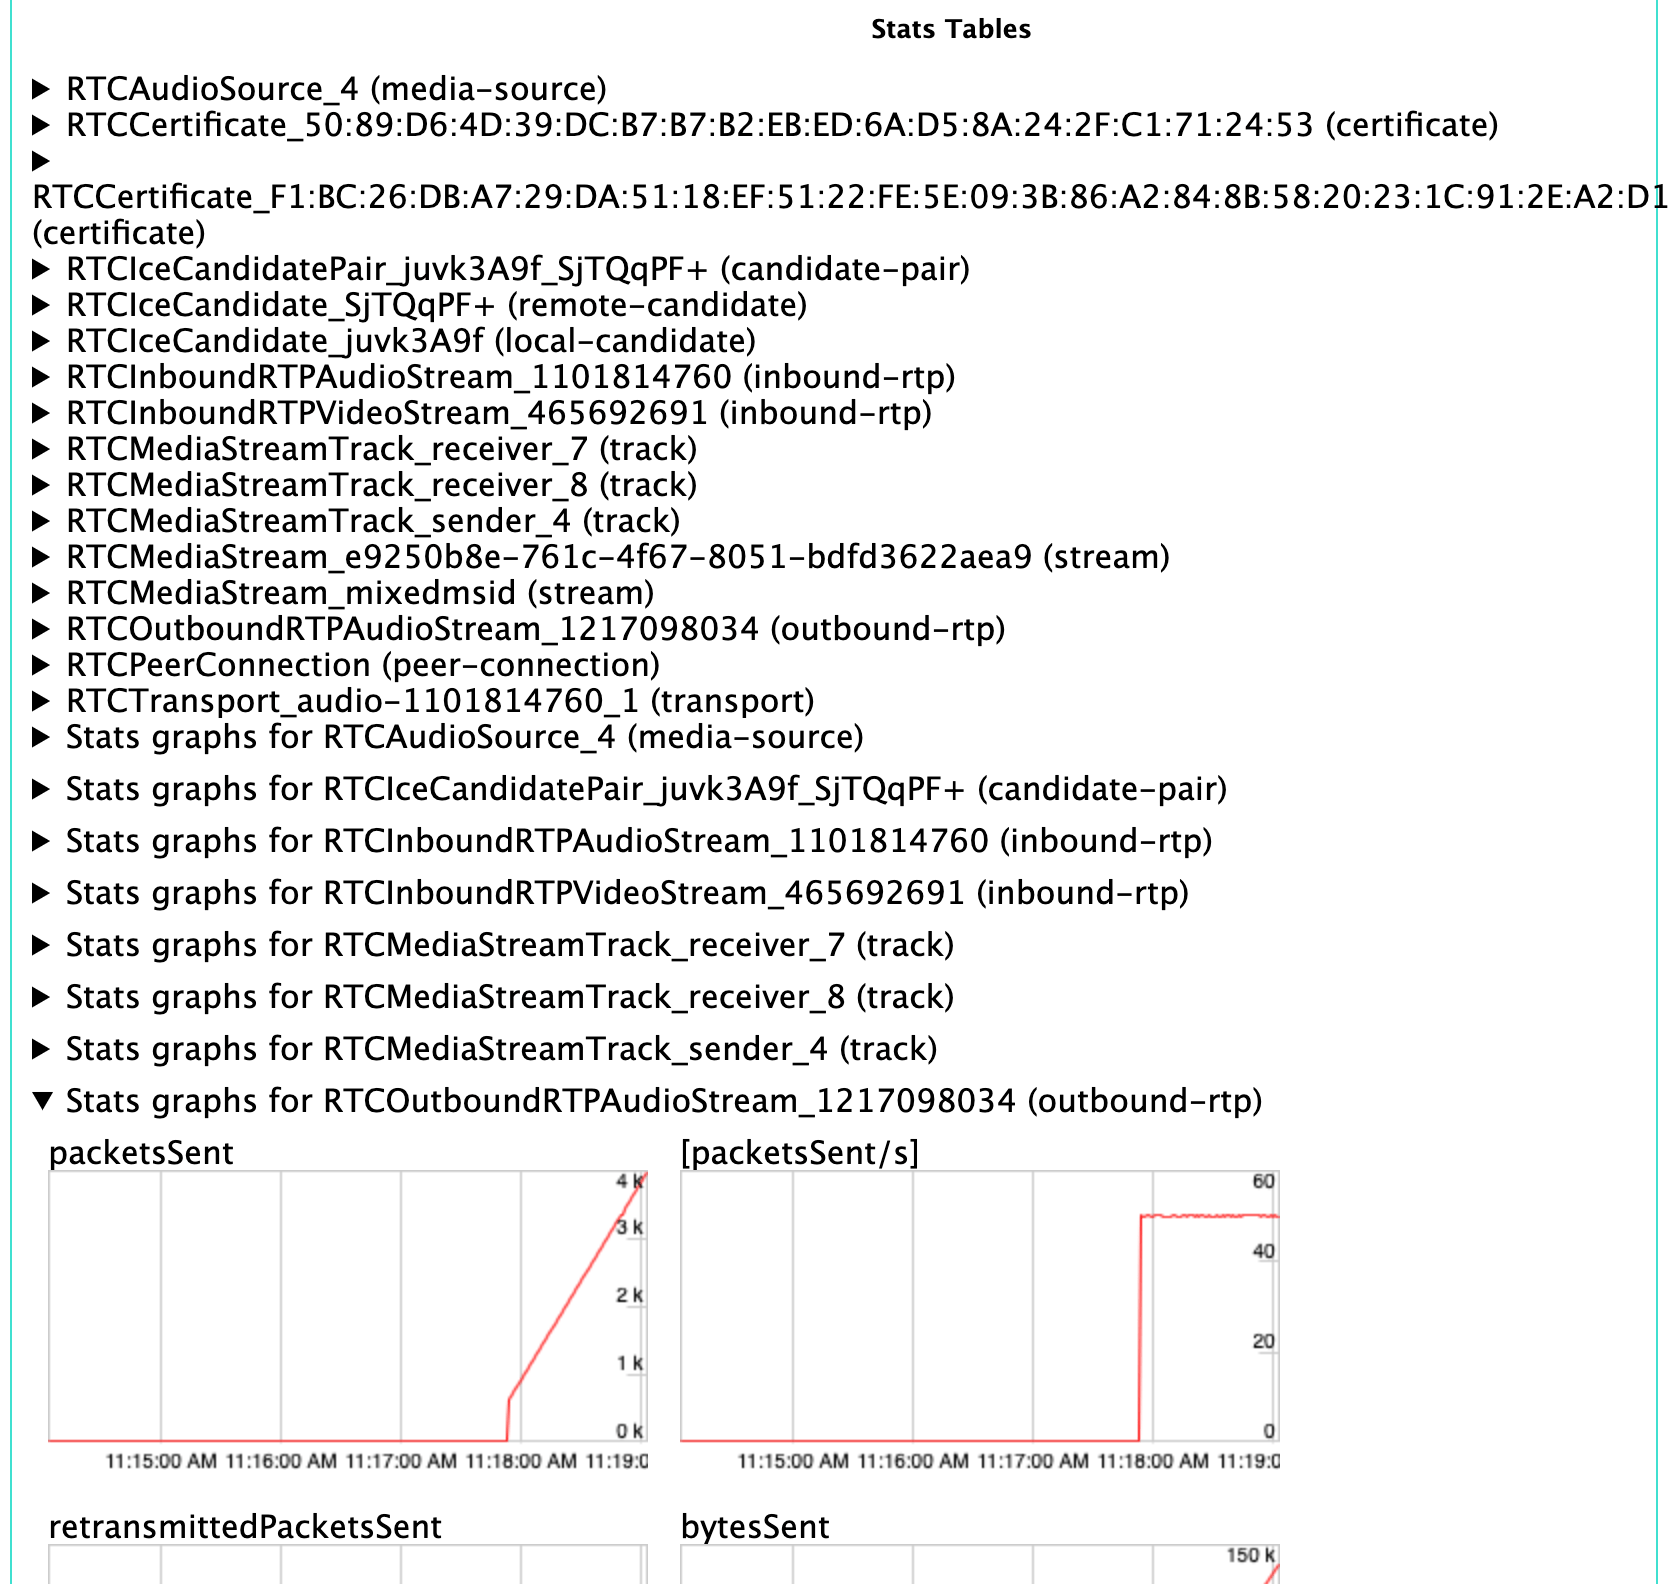 Stats Tables
RTCAudioSource_4 (media-source)
RTCCertificate_50:89:D6:4D:39:DC:B7:B7:B2:EB:ED:6A:D5:8A:24:2F:C1:71:24:53 (certificate)
RTCCertificate_F1:BC:26:DB:A7:29:DA:51:18:EF:51:22:FE:5E:09:3B:86:A2:84:8B:58:20:23:1C:91:2E:A2:D1
(certificate)
RTCIceCandidatePair_juvk3A9f_SjTQqPF+ (candidate-pair)
RTCIceCandidate_SjTQqPF+ (remote-candidate)
RTCIceCandidate_juvk3A9f (local-candidate)
RTCInboundRTPAudioStream_1101814760 (inbound-rtp)
RTCInboundRTPVideoStream_465692691 (inbound-rtp)
RTCMediaStreamTrack_receiver_7 (track)
RTCMediaStreamTrack_receiver_8 (track)
RTCMediaStreamTrack_sender_4 (track)
RTCMediaStream_e9250b8e-761c-4f67-8051-bdfd3622aea9 (stream)
RTCMediaStream_mixedmsid (stream)
RTCOutboundRTPAudioStream_1217098034 (outbound-rtp)
RTCPeerConnection (peer-connection)
RTCTransport_audio-1101814760_1 (transport)
Stats graphs for RTCAudioSource_4 (media-source)
Stats graphs for RTCIceCandidatePair_juvk3A9f_SjTQqPF+ (candidate-pair)
Stats graphs for RTCInboundRTPAudioStream_1101814760 (inbound-rtp)
Stats graphs for RTCInboundRTPVideoStream_465692691 (inbound-rtp)
Stats graphs for RTCMediaStreamTrack_receiver_7 (track)
Stats graphs for RTCMediaStreamTrack_receiver_8 (track)
Stats graphs for RTCMediaStreamTrack_sender_4 (track)
Stats graphs for RTCOutboundRTPAudioStream_1217098034 (outbound-rtp)
packetsSent
4 k
3 k
2 k
1 k
0 k
11:15:00 AM 11:16:00 AM 11:17:00 AM 11:18:00 AM 11:19:0
[packetsSent/s]
60
40
20
0
11:15:00 AM 11:16:00 AM 11:17:00 AM 11:18:00 AM 11:19:0
retransmittedPacketsSent
bytesSent
150 k